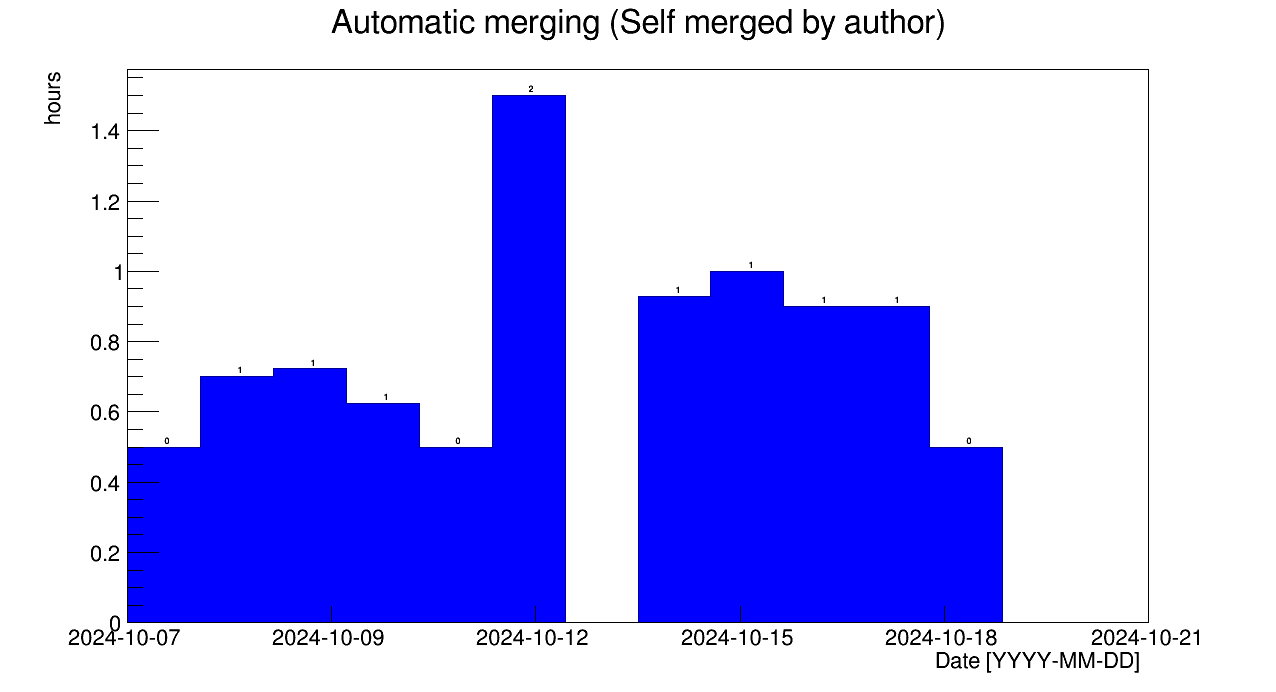 Automatic merging (Self merged by author)
hours
1.4
1.2
1
0.8
0.6
0.4
0.2
0
0 1 1 1 0 2 1 1 1 1 0
2024-10-07 2024-10-09 2024-10-12 2024-10-15 2024-10-18 2024-10-21
Date [YYYY-MM-DD]